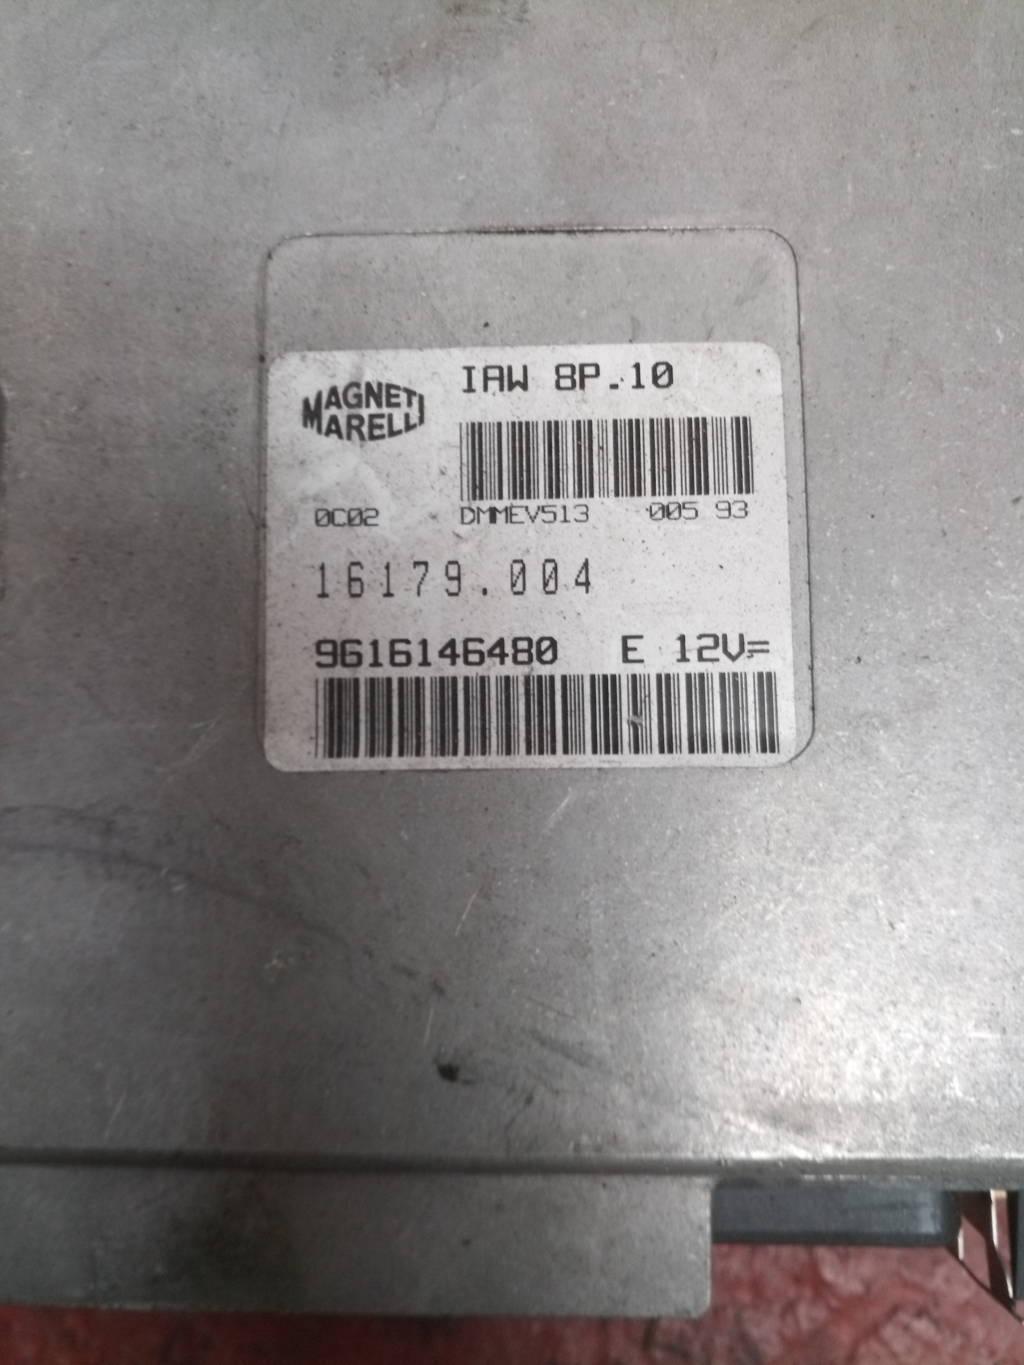 IAW 8P.10
MAGNETI
MARELLI
0C02 DMMEV513 005 93
16179.004
9616146480 E 12V=